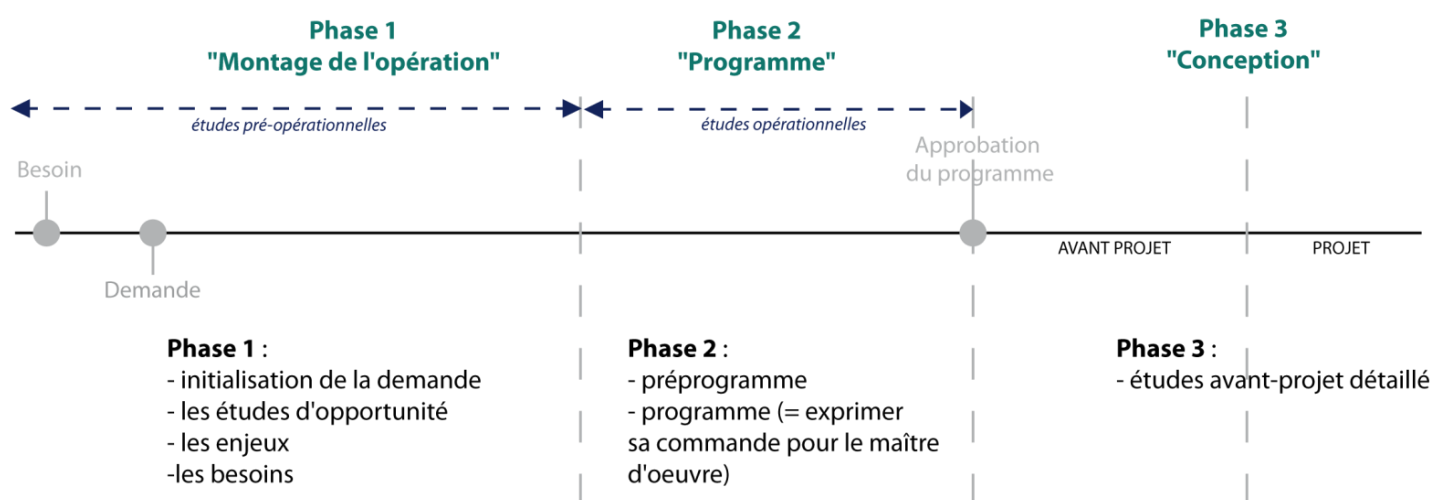 Phase 1
"Montage de l'opération"
Phase 2
"Programme"
Phase 3
"Conception"
études pré-opérationnelles
études opérationnelles
Besoin
Approbation
du programme
AVANT PROJET
PROJET
Demande
Phase 1 :
- initialisation de la demande
- les études d'opportunité
- les enjeux
-les besoins
Phase 2 :
- préprogramme
- programme (= exprimer
sa commande pour le maître
d'oeuvre)
Phase 3 :
- études avant-projet détaillé